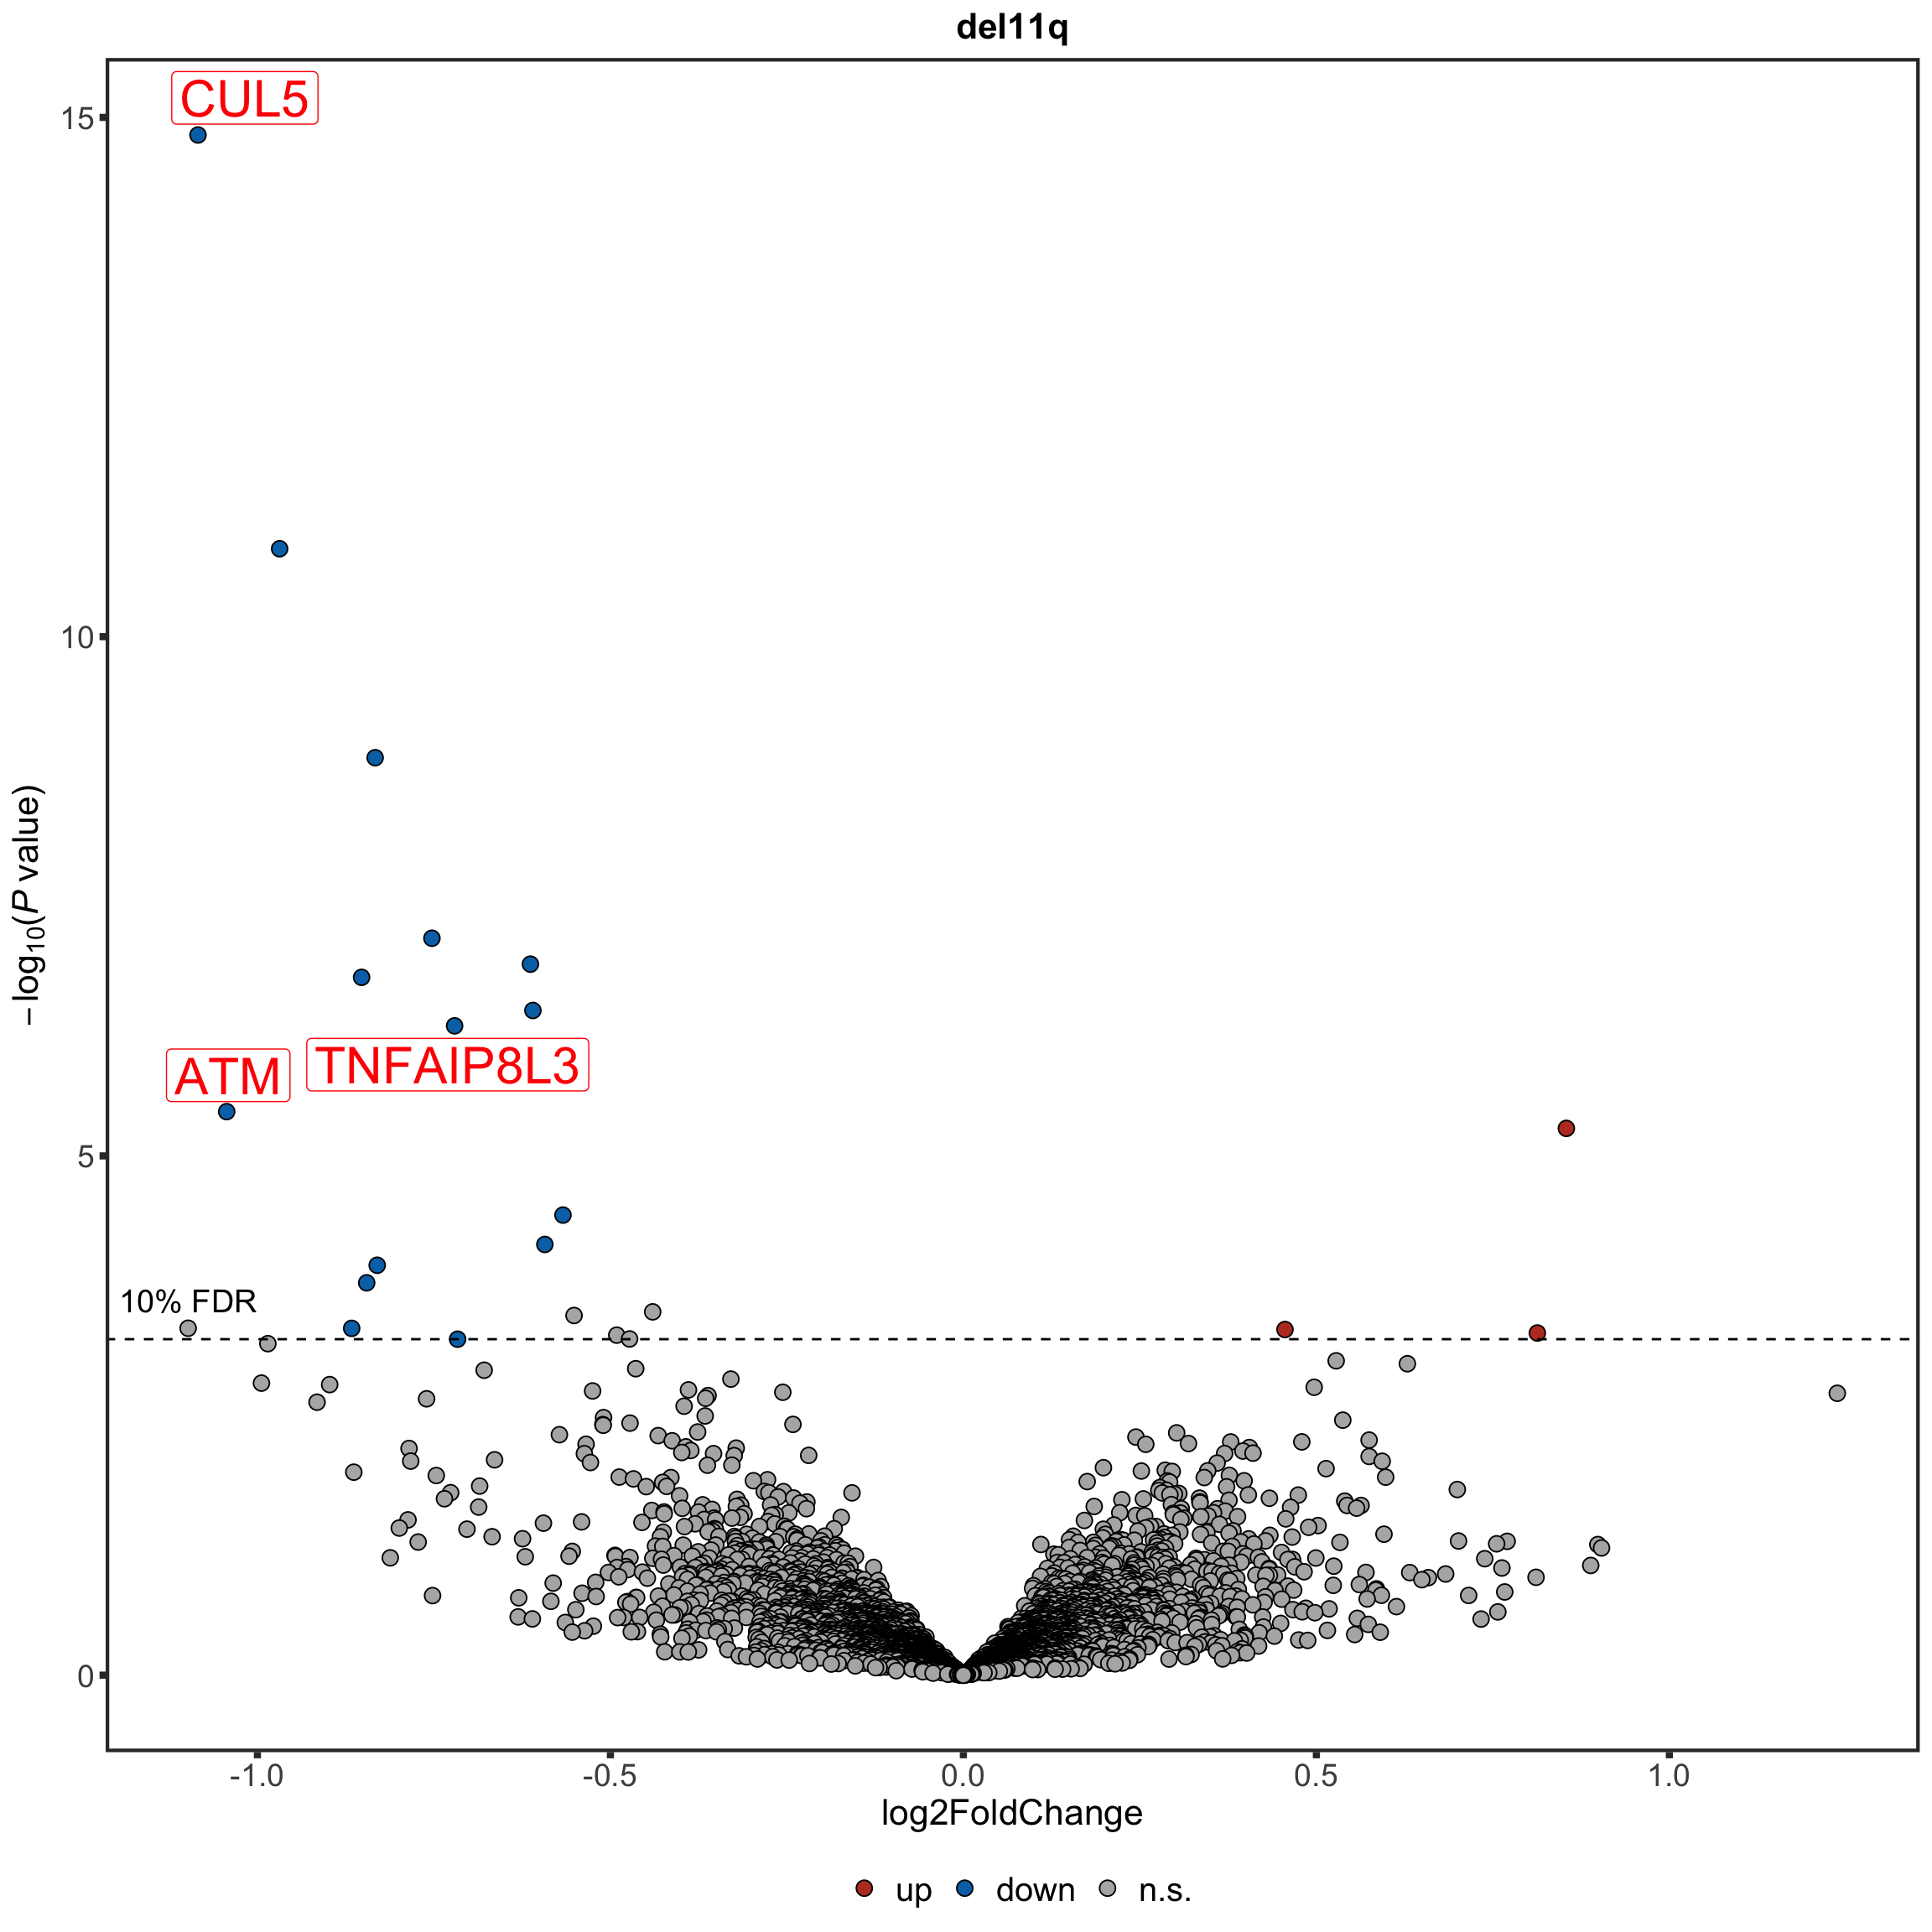 del11q
CUL5
15
10
− log10(P value)
TNFAIP8L3
ATM
5
10% FDR
0
-1.0 -0.5 0.0 0.5 1.0
log2FoldChange
up down n.s.